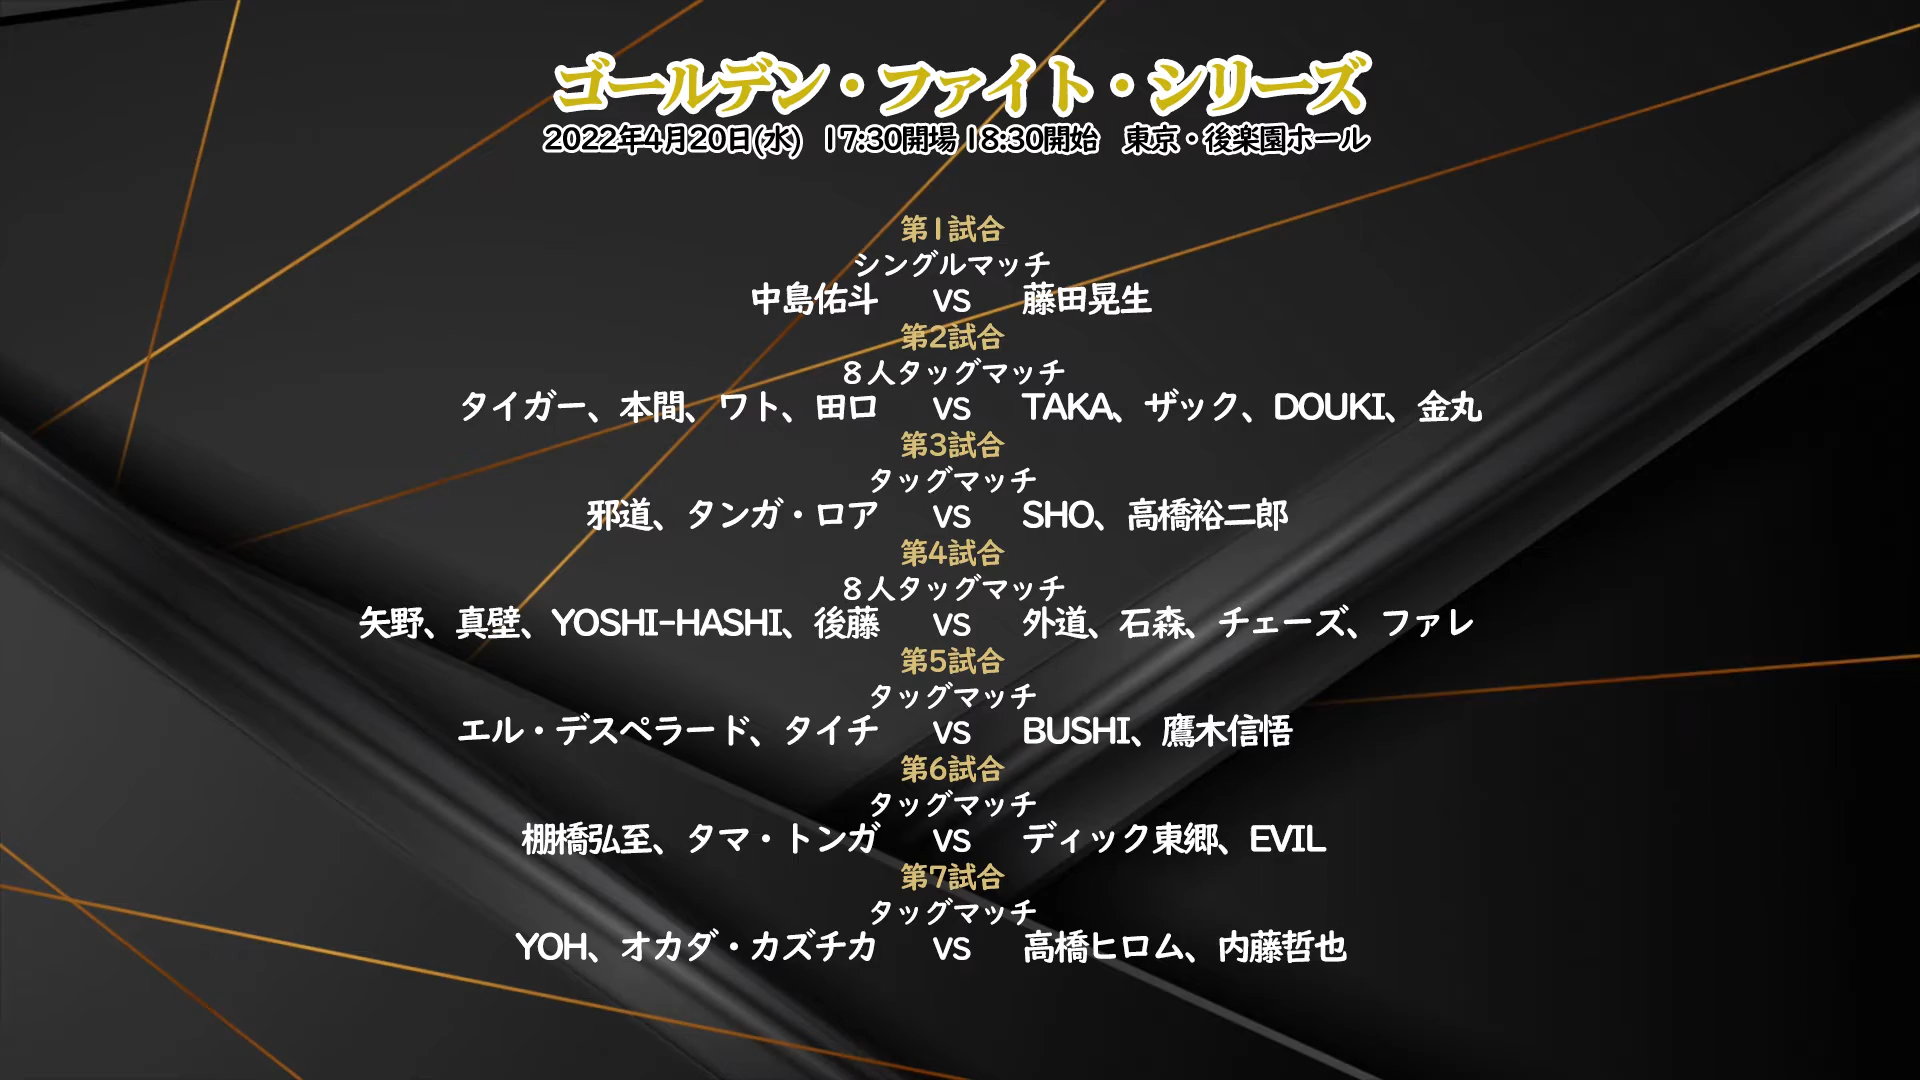 ゴールデン・ファイト・シリーズ
2022年4月20日(水) 17:30開場 18:30開始 東京・後楽園ホール
第1試合
シングルマッチ
中島佑斗 VS 藤田晃生
第2試合
８人タッグマッチ
タイガー、本間、ワト、田口 VS TAKA、ザック、DOUKI、金丸
第3試合
タッグマッチ
邪道、タンガ・ロア VS SHO、高橋裕二郎
第4試合
８人タッグマッチ
矢野、真壁、YOSHI-HASHI、後藤 VS 外道、石森、チェーズ、ファレ
第5試合
タッグマッチ
エル・デスペラード、タイチ VS BUSHI、鷹木信悟
第6試合
タッグマッチ
棚橋弘至、タマ・トンガ VS ディック東郷、EVIL
第7試合
タッグマッチ
YOH、オカダ・カズチカ VS 高橋ヒロム、内藤哲也